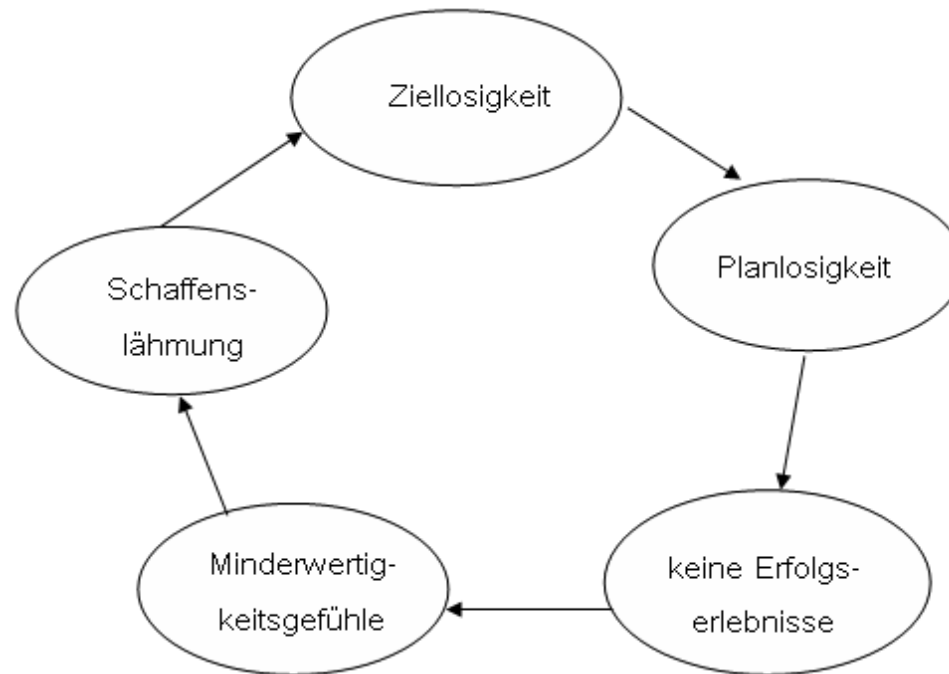 Ziellosigkeit
Planlosigkeit
keine Erfolgs-
erlebnisse
Minderwertig-
keitsgefühle
Schaffens-
lähmung